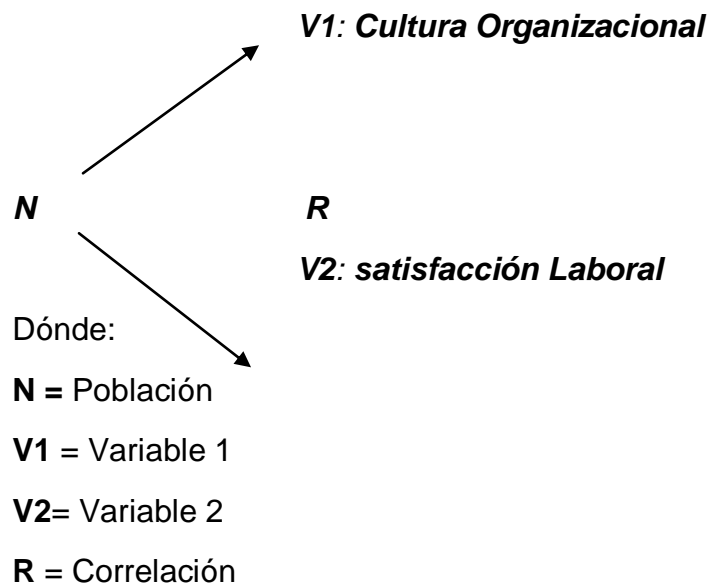 V1: Cultura Organizacional
N R
V2: satisfacción Laboral
Dónde:
N = Población
V1 = Variable 1
V2= Variable 2
R = Correlación